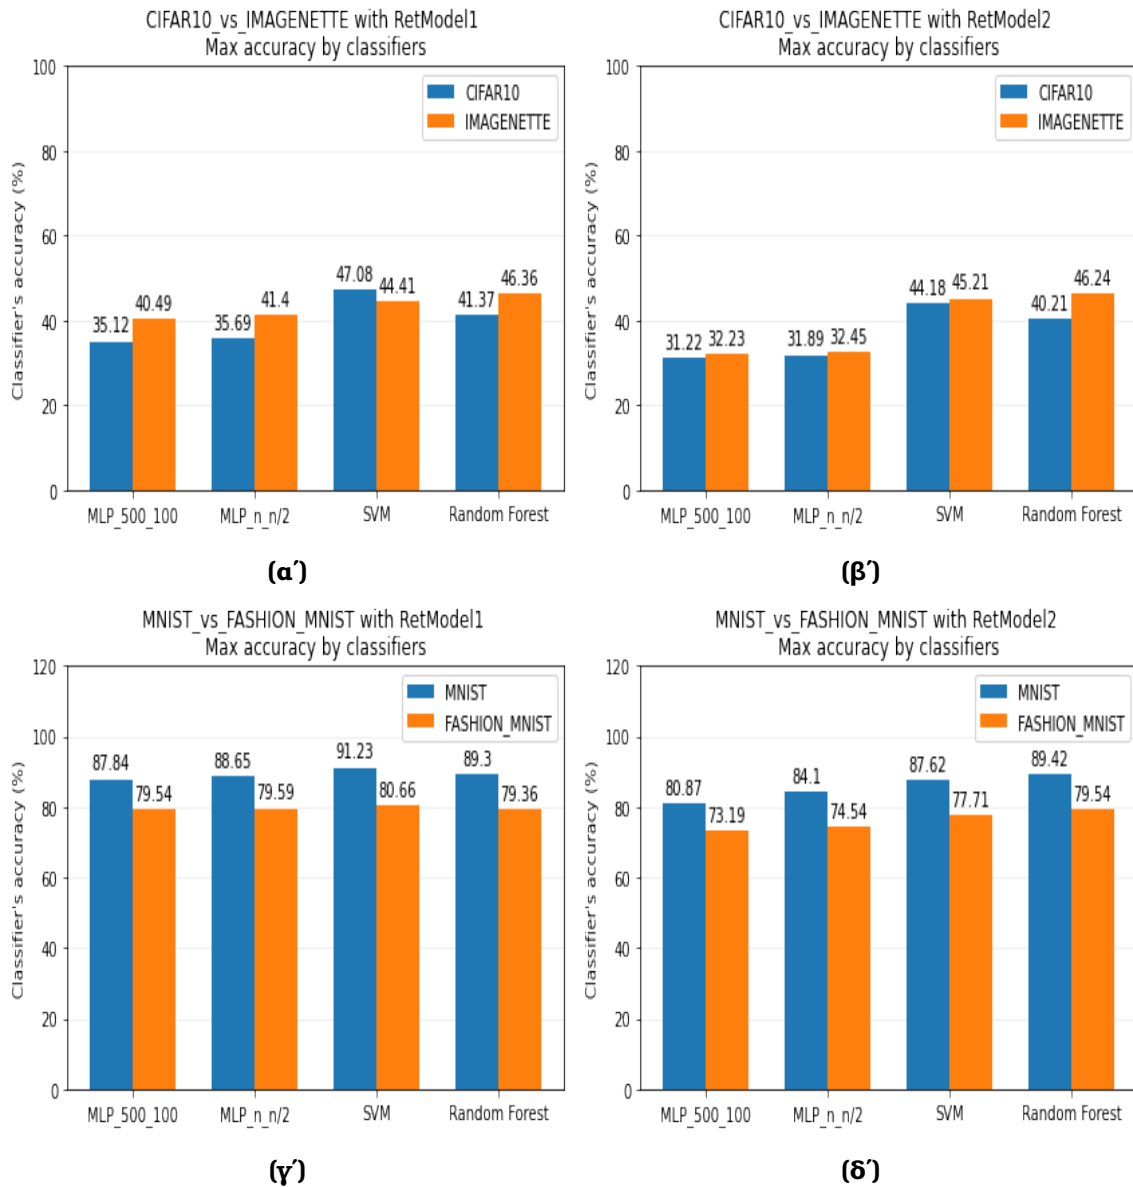 CIFAR10_vs_IMAGENETTE with RetModel1
Max accuracy by classifiers
Classifier's accuracy (%)
100
80
60
40
20
0
CIFAR10
IMAGENETTE
35.12
40.49
35.69
41.4
47.08
44.41
41.37
46.36
MLP_500_100
MLP_n_n/2
SVM
Random Forest
(α′)
CIFAR10_vs_IMAGENETTE with RetModel2
Max accuracy by classifiers
Classifier's accuracy (%)
100
80
60
40
20
0
CIFAR10
IMAGENETTE
31.22
32.23
31.89
32.45
44.18
45.21
40.21
46.24
MLP_500_100
MLP_n_n/2
SVM
Random Forest
(β′)
MNIST_vs_FASHION_MNIST with RetModel1
Max accuracy by classifiers
Classifier's accuracy (%)
120
100
80
60
40
20
0
MNIST
FASHION_MNIST
87.84
79.54
88.65
79.59
91.23
80.66
89.3
79.36
MLP_500_100
MLP_n_n/2
SVM
Random Forest
(γ′)
MNIST_vs_FASHION_MNIST with RetModel2
Max accuracy by classifiers
Classifier's accuracy (%)
120
100
80
60
40
20
0
MNIST
FASHION_MNIST
80.87
73.19
84.1
74.54
87.62
77.71
89.42
79.54
MLP_500_100
MLP_n_n/2
SVM
Random Forest
(δ′)